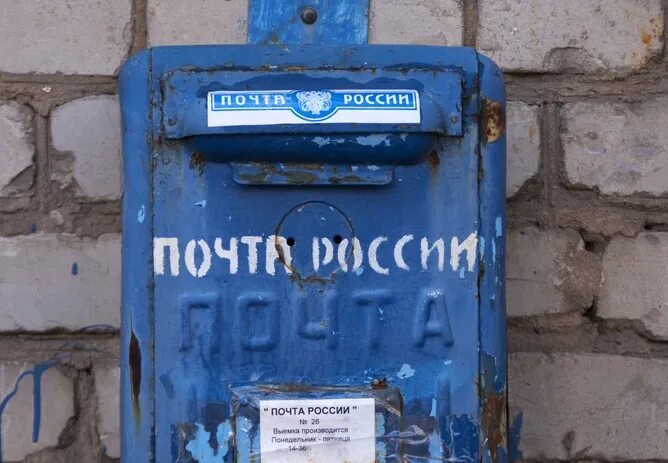 ПОЧТА РОССИИ
ПОЧТА РОССИИ
ПОЧТА
" ПОЧТА РОССИИ "
№ 26
Выемка производится
Понедельник - пятница
14-36